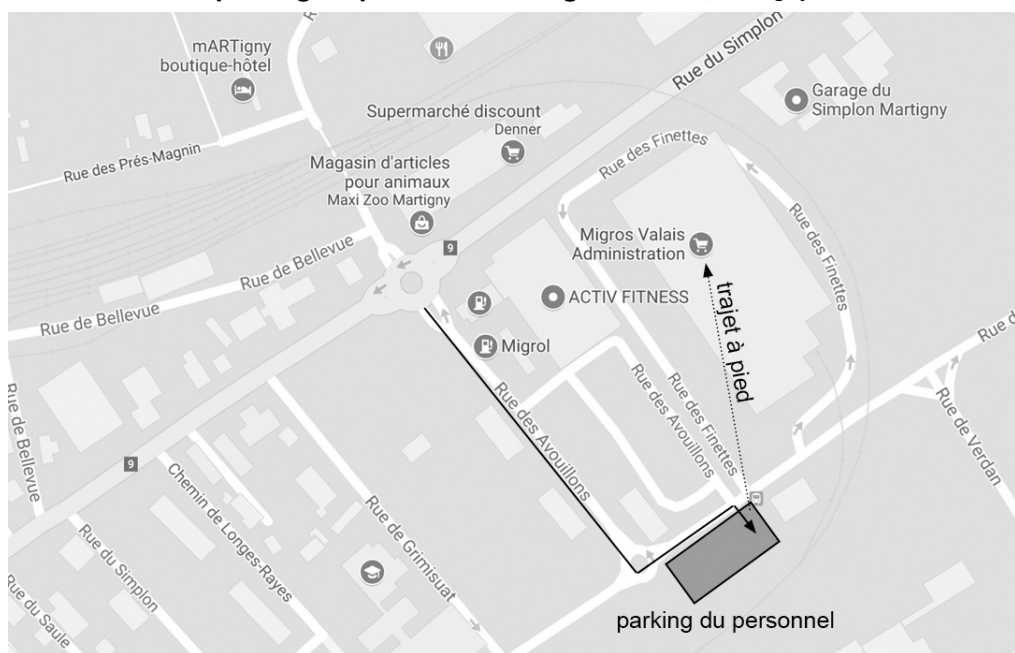 mARTigny
boutique-hôtel
Rue du Simplon
Garage du
Simplon Martigny
Supermarché discount
Denner
Rue des Prés-Magnin
Magasin d'articles
pour animaux
Maxi Zoo Martigny
Rue des Finettes
Rue des Finettes
9
Migros Valais
Administration
Rue de Bellevue
Rue de Bellevue
ACTIV FITNESS
trajet à pied
Migrol
Rue de Bellevue
Rue des Avouillons
Rue des Avouillons
Rue des Finettes
Rue de Verdan
9
Chemin de Longes-Rayes
Rue de Grimisuat
Rue du Simplon
Rue du Saule
parking du personnel